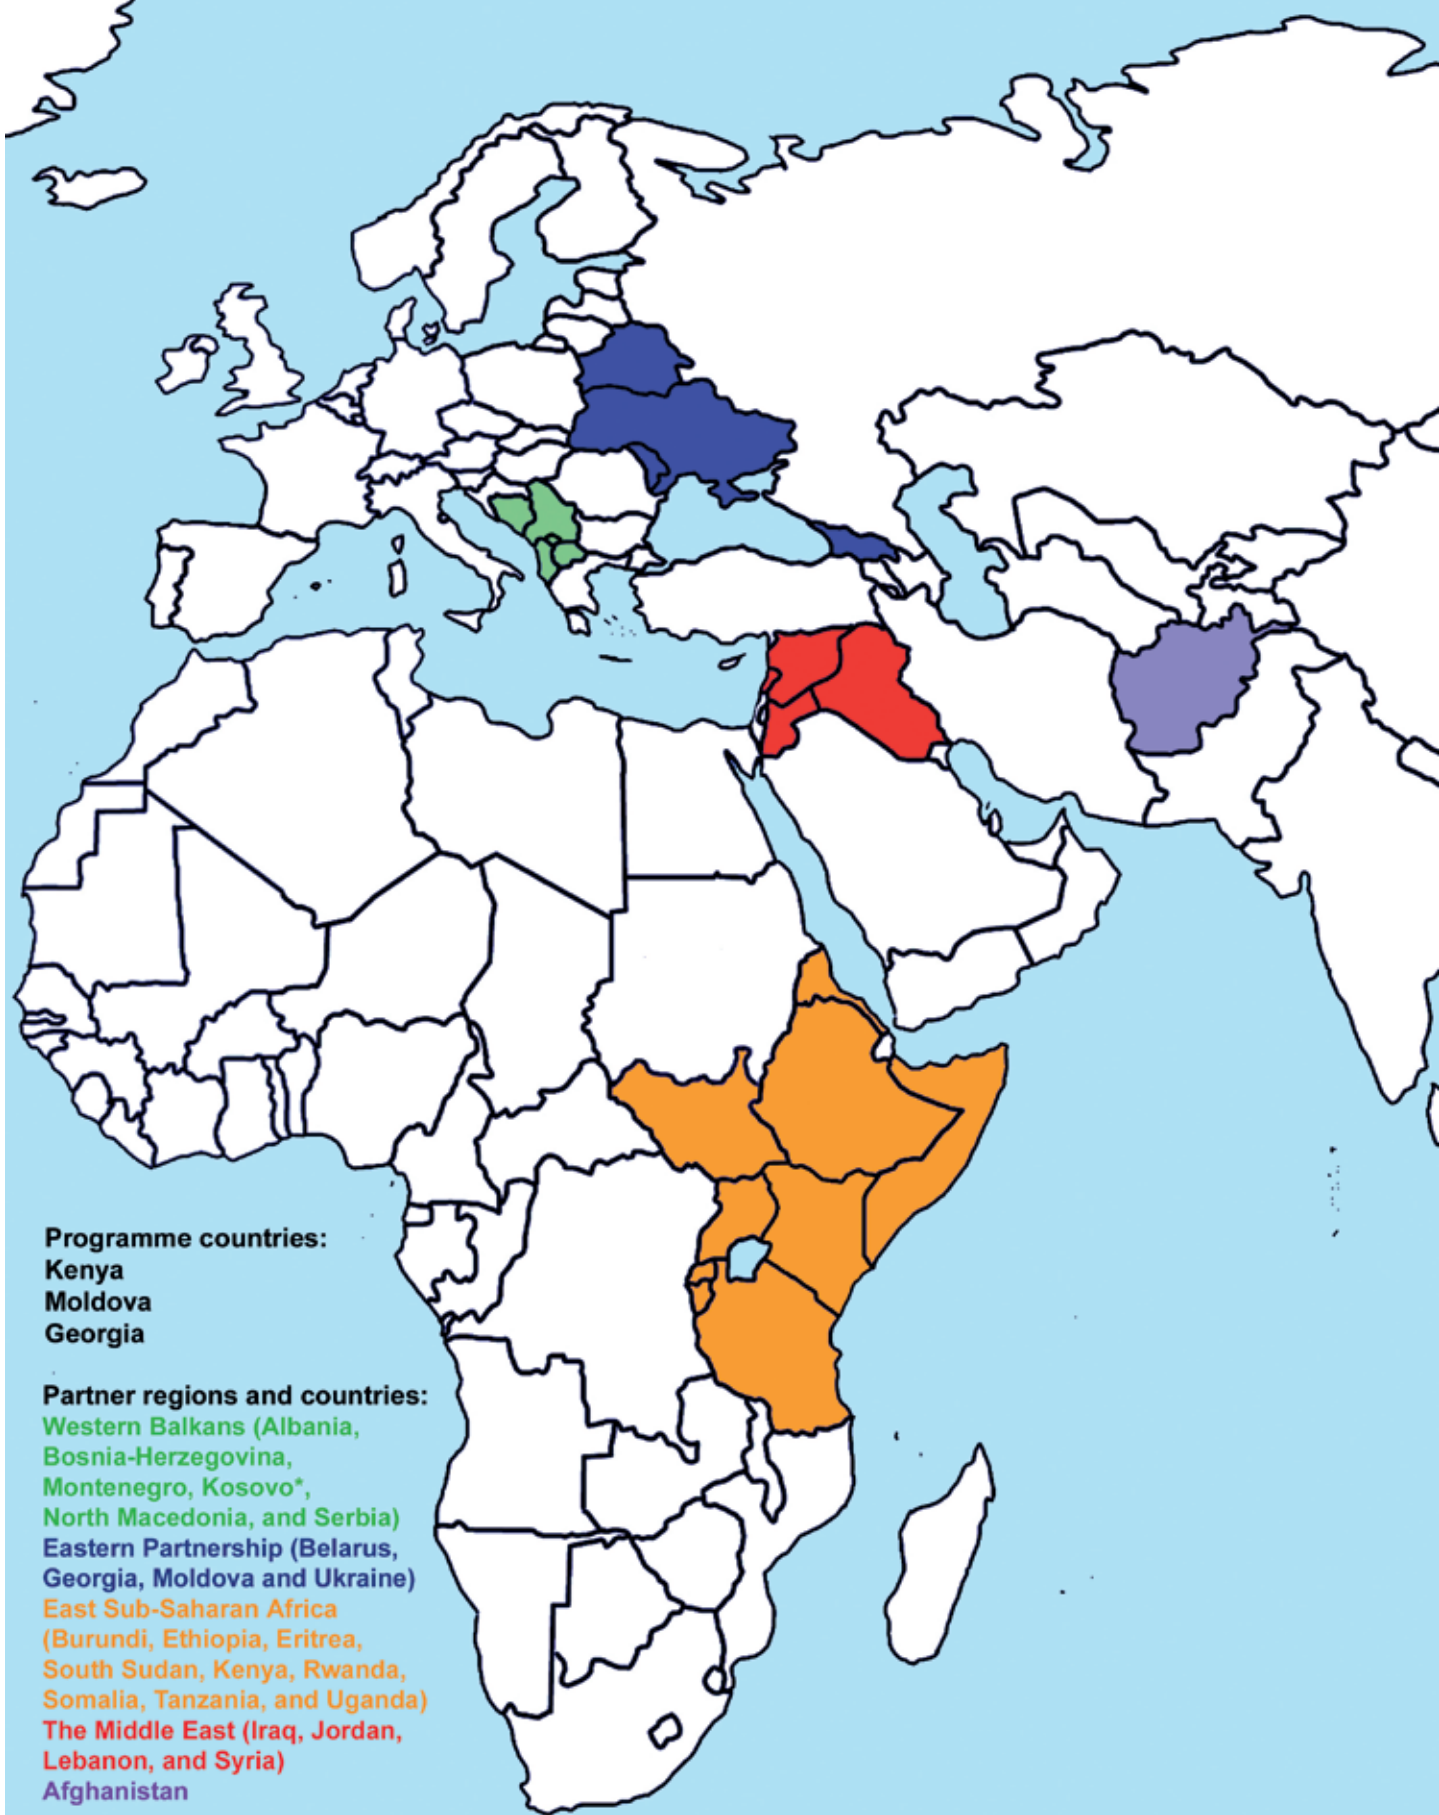 Programme countries:
Kenya
Moldova
Georgia
Partner regions and countries:
Western Balkans (Albania,
Bosnia-Herzegovina,
Montenegro, Kosovo*,
North Macedonia, and Serbia)
Eastern Partnership (Belarus,
Georgia, Moldova and Ukraine)
East Sub-Saharan Africa
(Burundi, Ethiopia, Eritrea,
South Sudan, Kenya, Rwanda,
Somalia, Tanzania, and Uganda)
The Middle East (Iraq, Jordan,
Lebanon, and Syria)
Afghanistan